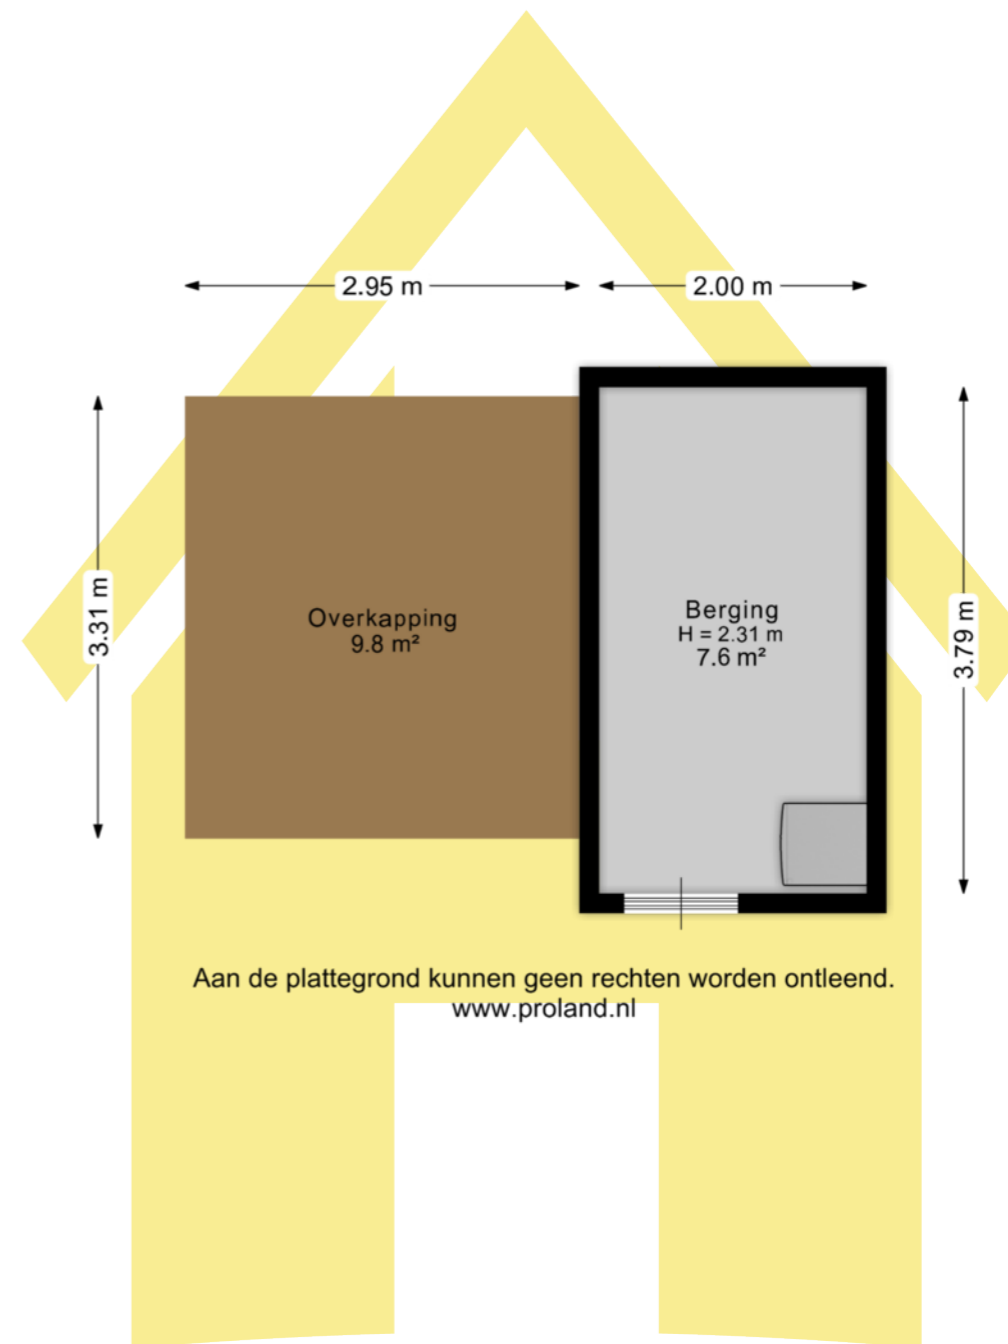 2.95 m
2.00 m
3.31 m
3.79 m
Overkapping
9.8 m²
Berging
H = 2.31 m
7.6 m²
Aan de plattegrond kunnen geen rechten worden ontleend.
www.proland.nl